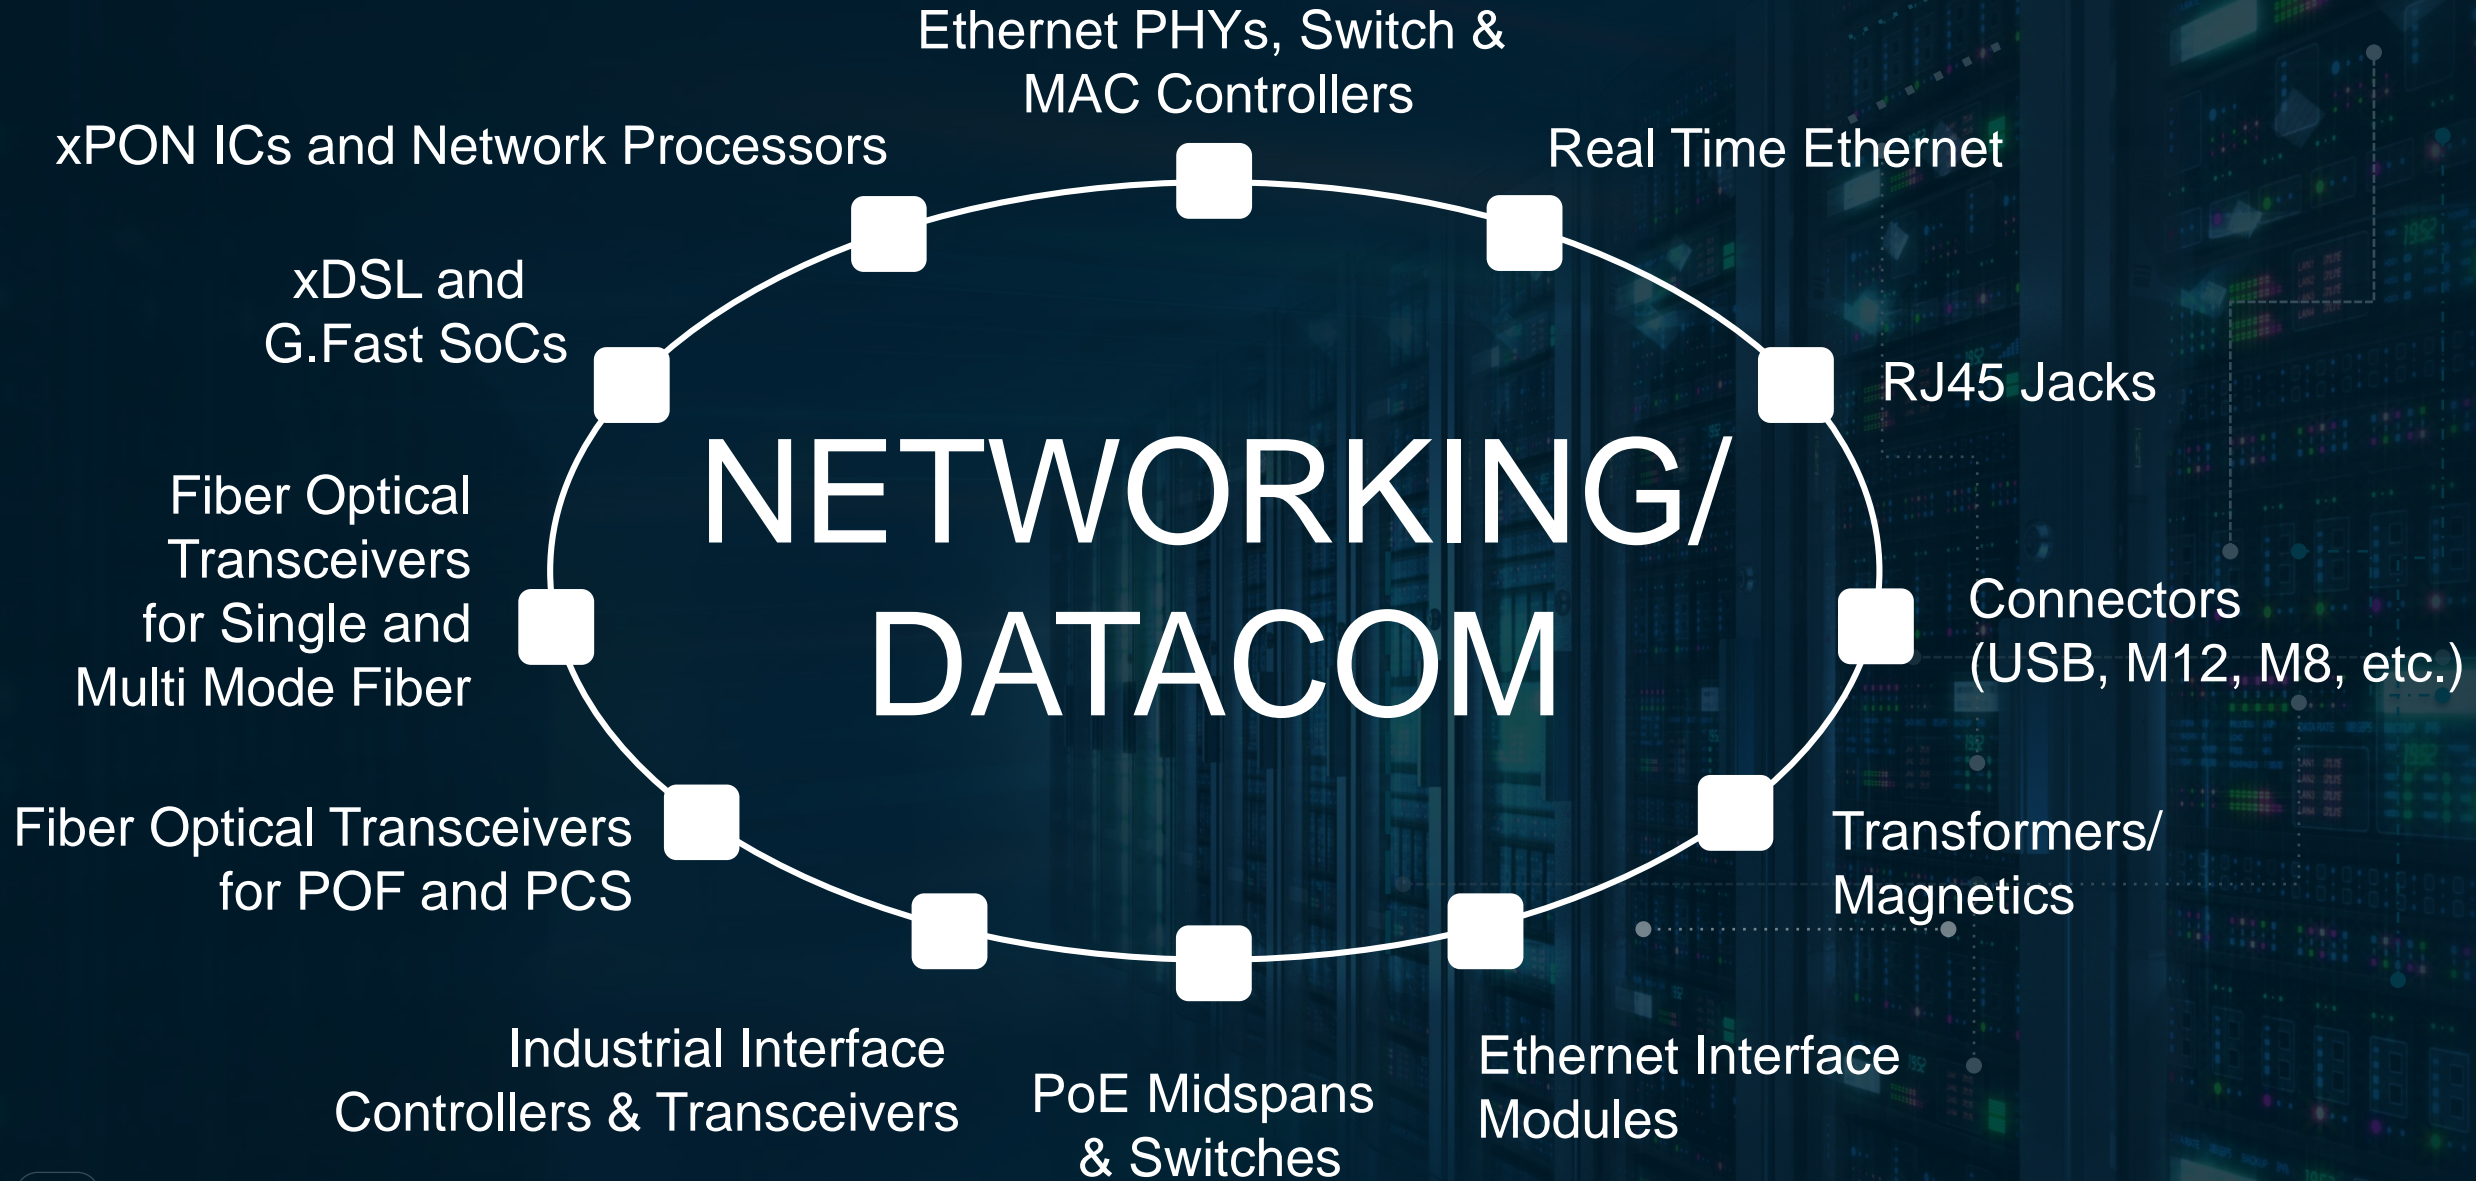 Ethernet PHYs, Switch &
MAC Controllers
xPON ICs and Network Processors
Real Time Ethernet
xDSL and
G.Fast SoCs
RJ45 Jacks
NETWORKING/
DATACOM
Fiber Optical
Transceivers
for Single and
Multi Mode Fiber
Connectors
(USB, M12, M8, etc.)
Fiber Optical Transceivers
for POF and PCS
Transformers/
Magnetics
Industrial Interface
Controllers & Transceivers
PoE Midspans
& Switches
Ethernet Interface
Modules